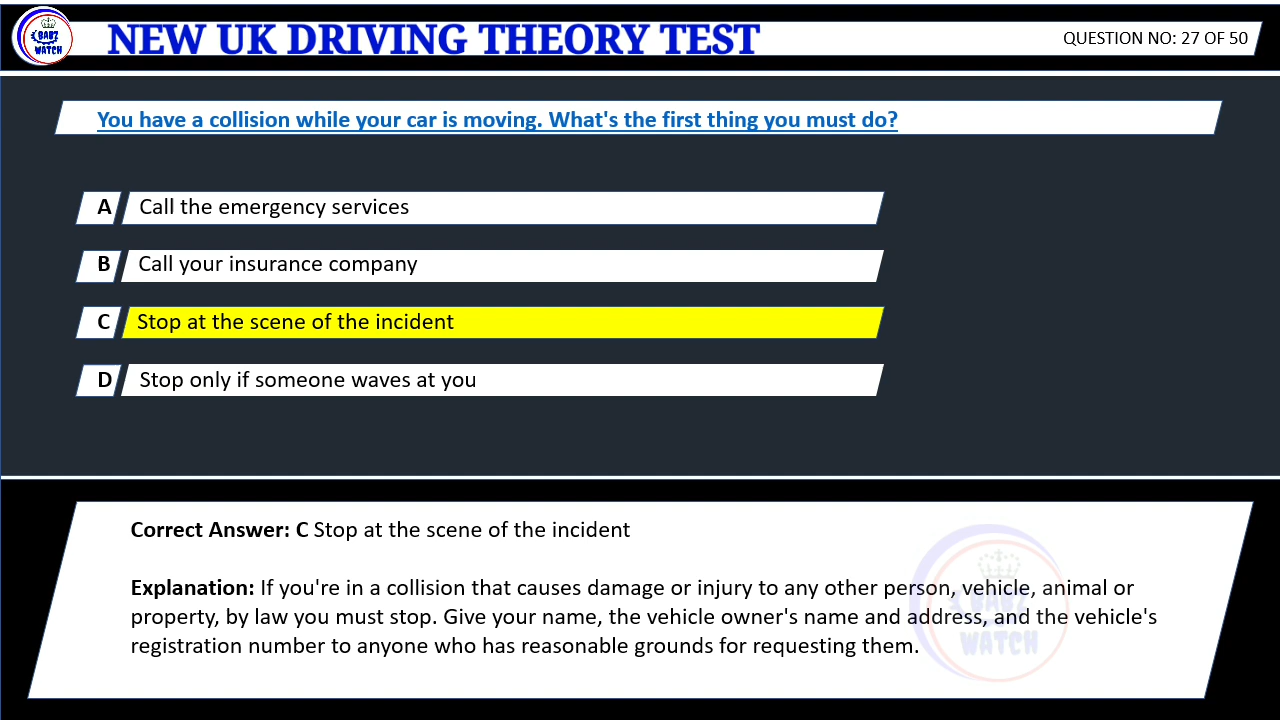 BABZ
WATCH
NEW UK DRIVING THEORY TEST
QUESTION NO: 27 OF 50
You have a collision while your car is moving. What's the first thing you must do?
A Call the emergency services
B Call your insurance company
C Stop at the scene of the incident
D Stop only if someone waves at you
Correct Answer: C Stop at the scene of the incident
Explanation: If you're in a collision that causes damage or injury to any other person, vehicle, animal or
property, by law you must stop. Give your name, the vehicle owner's name and address, and the vehicle's
registration number to anyone who has reasonable grounds for requesting them.
BABZ
WATCH